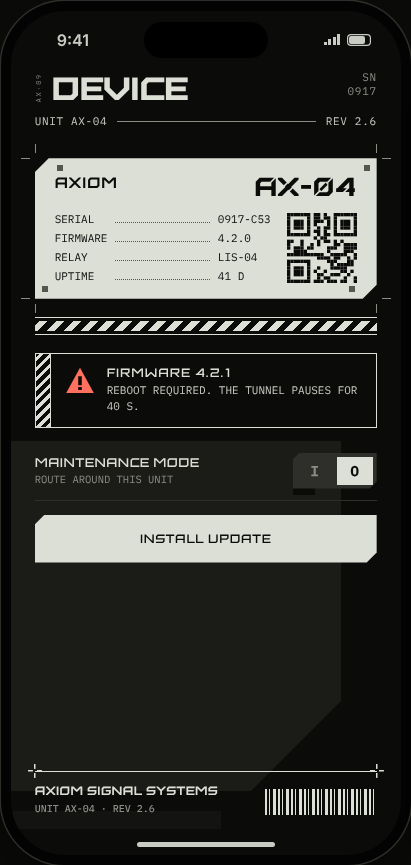 9:41
AX-09
DEVICE
SN
0917
UNIT AX-04
REV 2.6
AXIOM
AX-04
SERIAL 0917-C53
FIRMWARE 4.2.0
RELAY LIS-04
UPTIME 41 D
FIRMWARE 4.2.1
REBOOT REQUIRED. THE TUNNEL PAUSES FOR
40 S.
MAINTENANCE MODE
ROUTE AROUND THIS UNIT
I O
INSTALL UPDATE
AXIOM SIGNAL SYSTEMS
UNIT AX-04 · REV 2.6